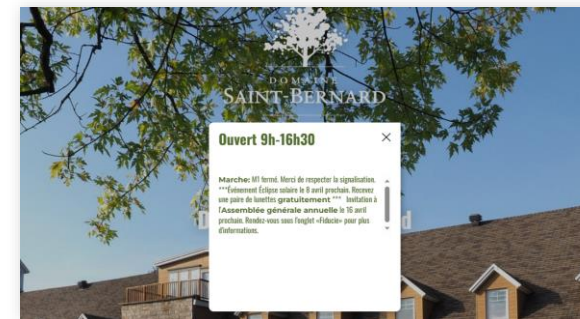 DOMAINE
SAINT-BERNARD
Ouvert 9h-16h30
Marche: M1 fermé. Merci de respecter la signalisation.
***Événement Éclipse solaire le 8 avril prochain. Recevez
une paire de lunettes gratuitement *** Invitation à
l'Assemblée générale annuelle le 16 avril
prochain. Rendez-vous sous l'onglet «Fiducie» pour plus
d'informations.